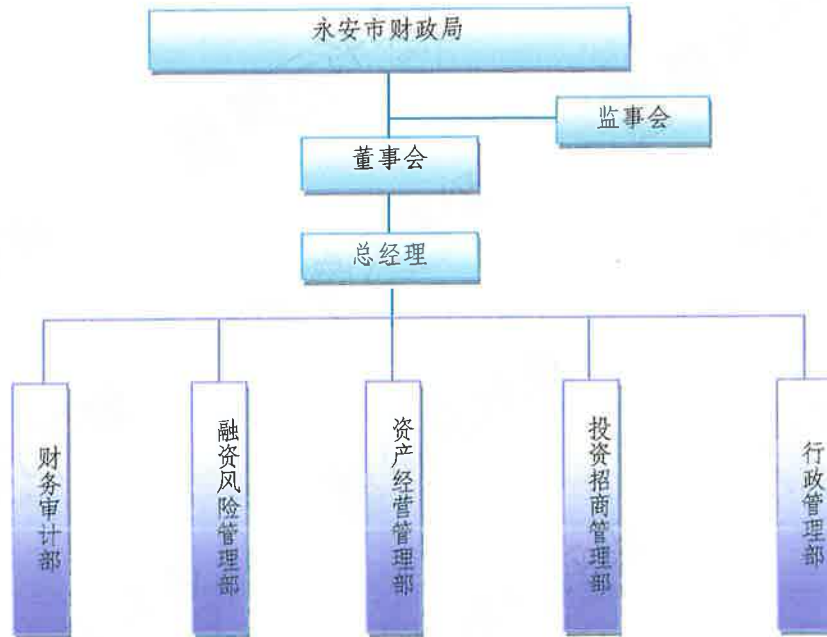 永安市财政局
监事会
董事会
总经理
财务审计部
融资风险管理部
资产经营管理部
投资招商管理部
行政管理部